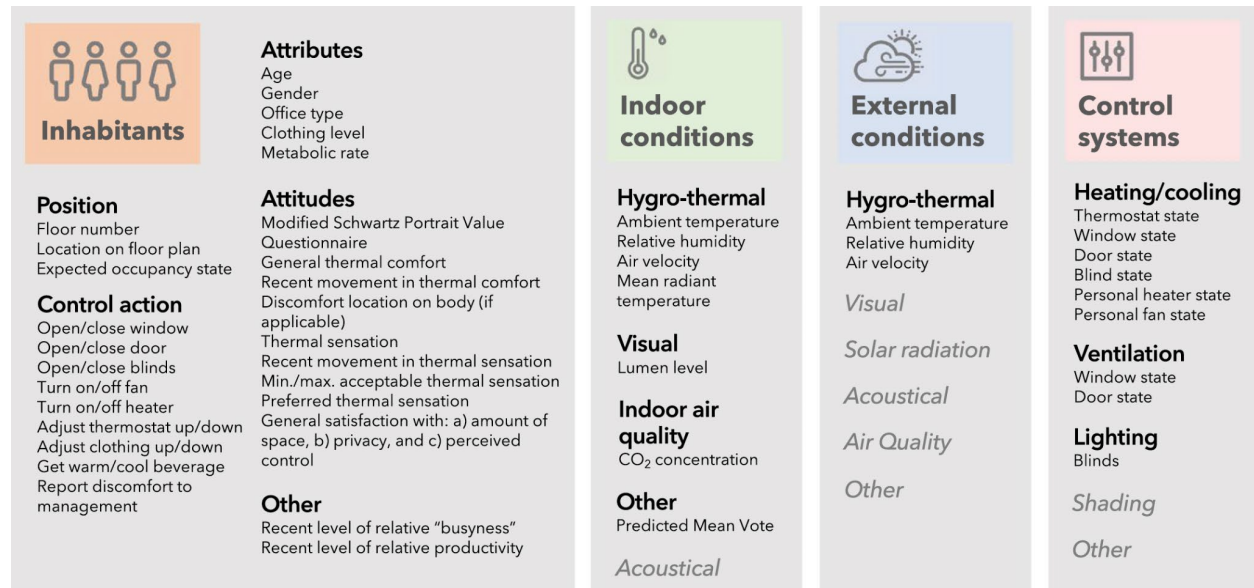 Inhabitants
Position
Floor number
Location on floor plan
Expected occupancy state
Control action
Open/close window
Open/close door
Open/close blinds
Turn on/off fan
Turn on/off heater
Adjust thermostat up/down
Adjust clothing up/down
Get warm/cool beverage
Report discomfort to
management
Attributes
Age
Gender
Office type
Clothing level
Metabolic rate
Attitudes
Modified Schwartz Portrait Value
Questionnaire
General thermal comfort
Recent movement in thermal comfort
Discomfort location on body (if
applicable)
Thermal sensation
Recent movement in thermal sensation
Min./max. acceptable thermal sensation
Preferred thermal sensation
General satisfaction with: a) amount of
space, b) privacy, and c) perceived
control
Other
Recent level of relative “busyness”
Recent level of relative productivity
Indoor
conditions
Hygro-thermal
Ambient temperature
Relative humidity
Air velocity
Mean radiant
temperature
Visual
Lumen level
Indoor air
quality
CO₂ concentration
Other
Predicted Mean Vote
Acoustical
External
conditions
Hygro-thermal
Ambient temperature
Relative humidity
Air velocity
Visual
Solar radiation
Acoustical
Air Quality
Other
Control
systems
Heating/cooling
Thermostat state
Window state
Door state
Blind state
Personal heater state
Personal fan state
Ventilation
Window state
Door state
Lighting
Blinds
Shading
Other